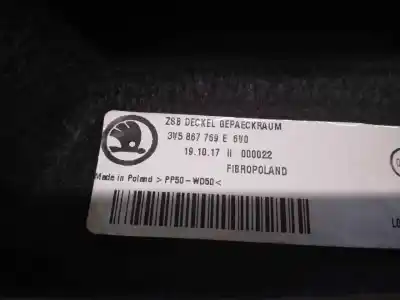 ZSB DECKEL GEPAECKRAUM
3V5 867 769 E 6V0
19.10.17 II 000022
FIBROPOLAND
Made in Poland > PP50-WD50<